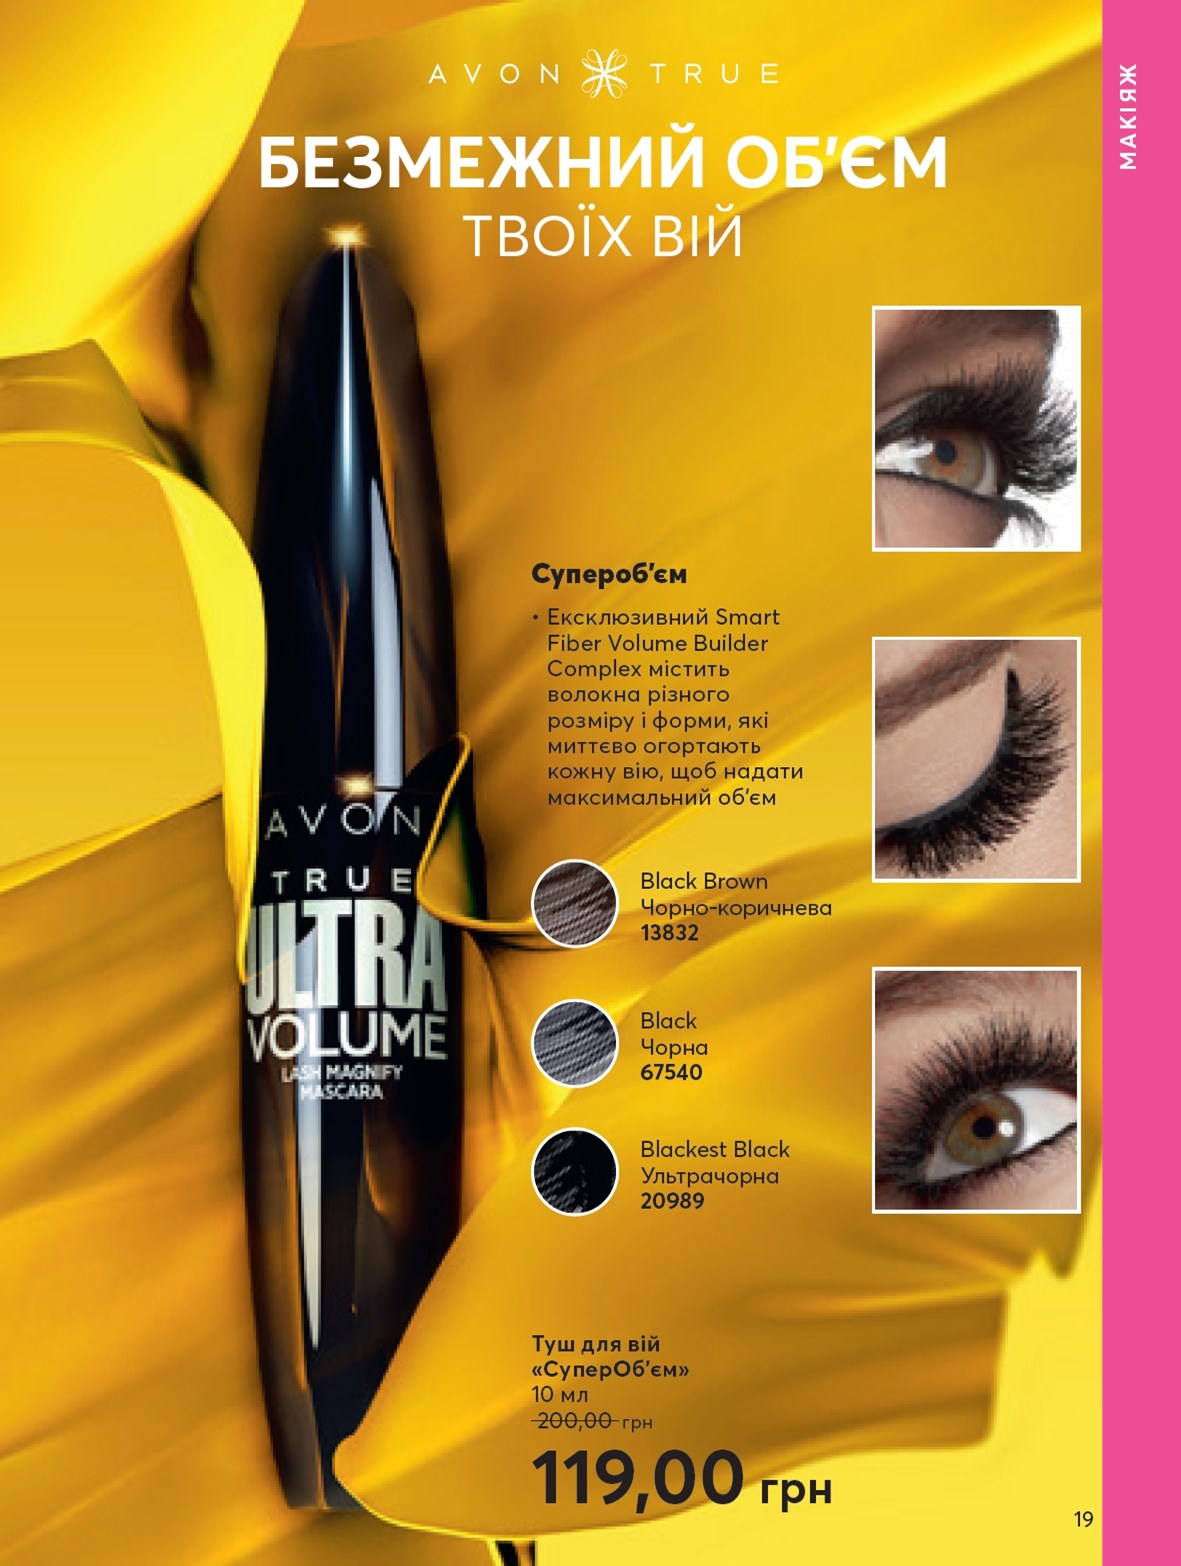 AVON TRUE
МАКІЯЖ
БЕЗМЕЖНИЙ ОБ'ЄМ
ТВОЇХ ВІЙ
Супероб'єм
• Ексклюзивний Smart
Fiber Volume Builder
Complex містить
волокна різного
розміру і форми, які
миттєво огортають
кожну вію, щоб надати
максимальний об'єм
AVON
TRUE
ULTRA
VOLUME
LASH MAGNIFY
MASCARA
Black Brown
Чорно-коричнева
13832
Black
Чорна
67540
Blackest Black
Ультрачорна
20989
Туш для вій
«СуперОб'єм»
10 мл
200,00 грн
119,00 грн
19